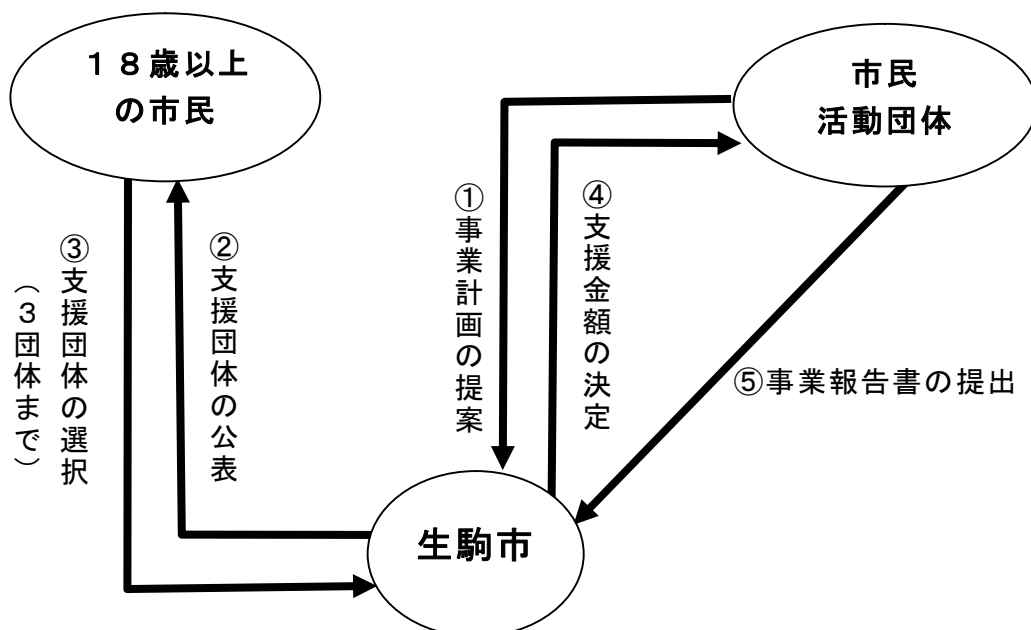 １８歳以上
の市民
市民
活動団体
①事業計画の提案
④支援金額の決定
②支援団体の公表
③支援団体の選択
（３団体まで）
⑤事業報告書の提出
生駒市